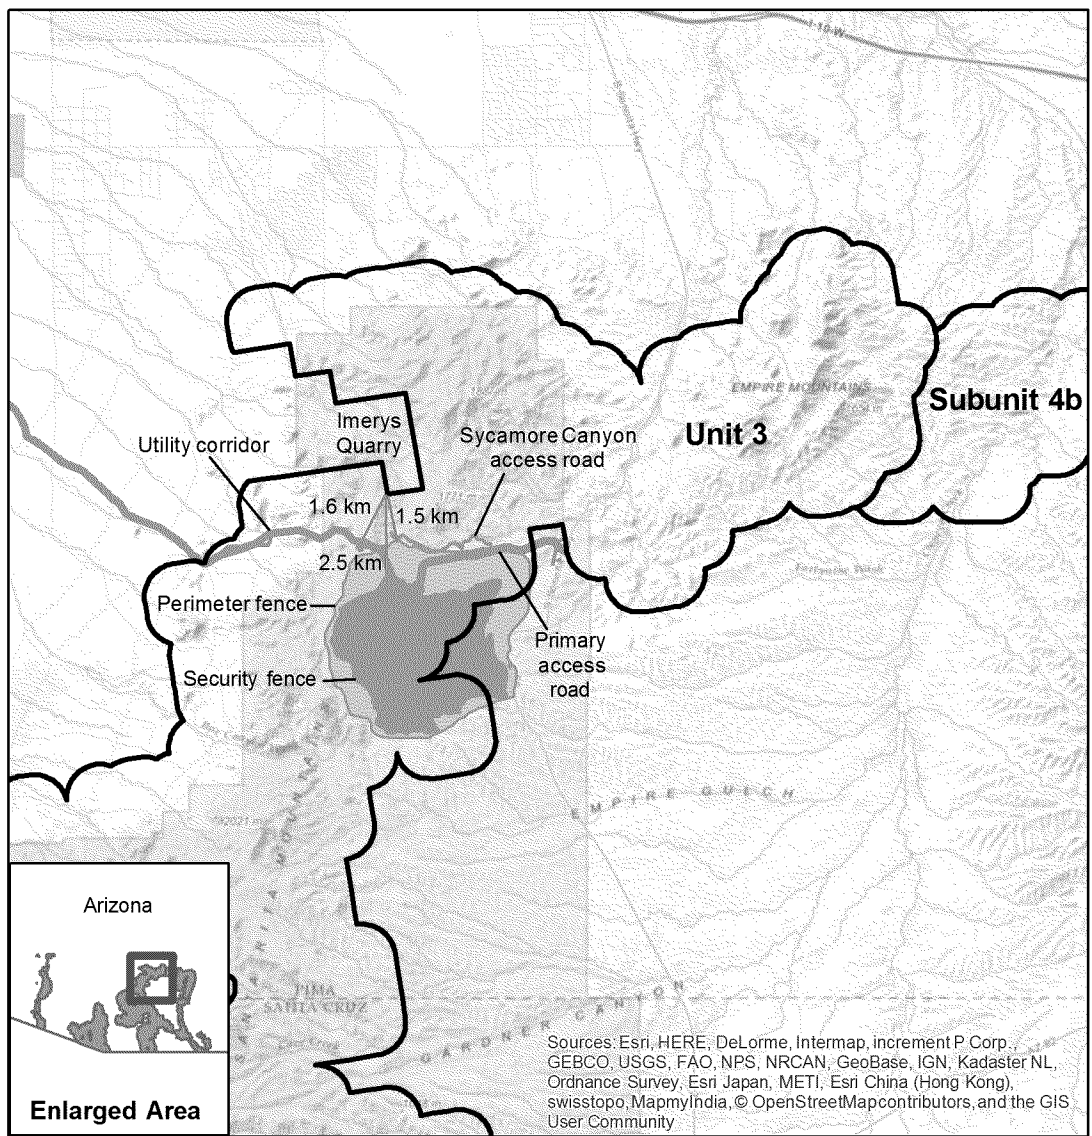 I-10 W
EMPIRE MOUNTAINS
Subunit 4b
Unit 3
Imerys
Quarry
Sycamore Canyon
access road
Utility corridor
1.6 km
1.5 km
2.5 km
Perimeter fence
Primary
access
road
Security fence
EMPIRE GULCH
PIMA
SANTA CRUZ
GARDNER CANYON
Arizona
Enlarged Area
Sources: Esri, HERE, DeLorme, Intermap, increment P Corp.,
GEBCO, USGS, FAO, NPS, NRCAN, GeoBase, IGN, Kadaster NL,
Ordnance Survey, Esri Japan, METI, Esri China (Hong Kong),
swisstopo, MapmyIndia, © OpenStreetMap contributors, and the GIS
User Community